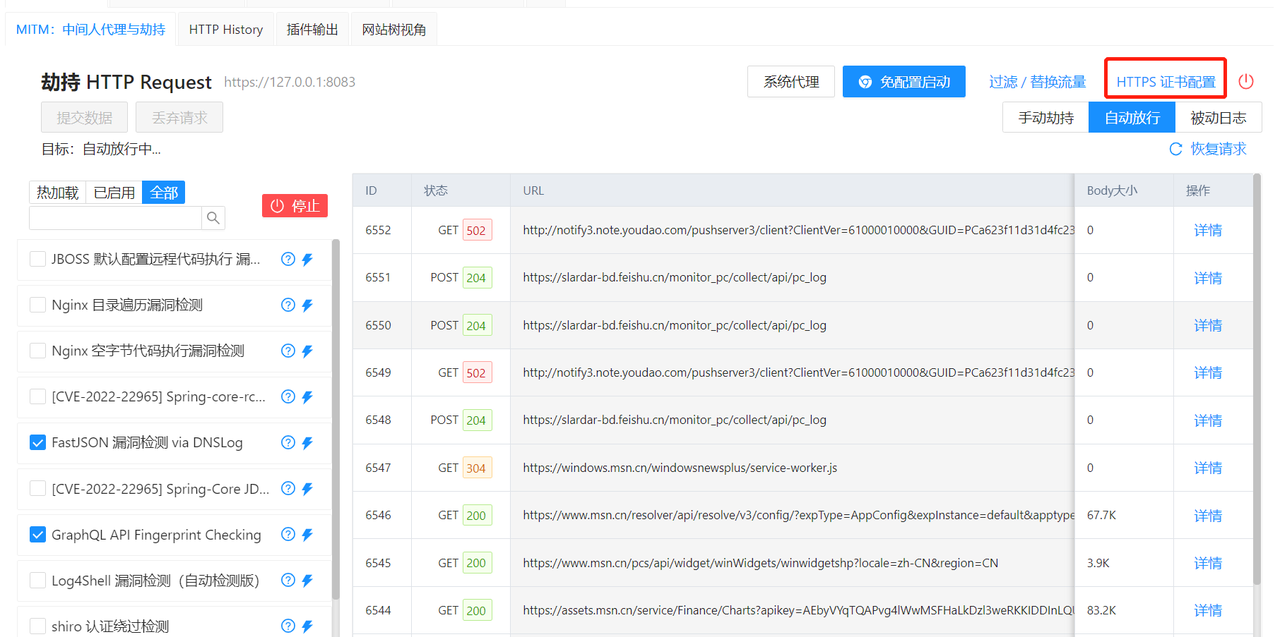 MITM：中间人代理与劫持 HTTP History 插件输出 网站树视角
劫持 HTTP Request https://127.0.0.1:8083 系统代理 免配置启动 过滤 / 替换流量 HTTPS 证书配置
提交数据 丢弃请求 手动劫持 自动放行 被动日志
目标：自动放行中... 恢复请求
热加载 已启用 全部 停止
JBOSS 默认配置远程代码执行 漏...
Nginx 目录遍历漏洞检测
Nginx 空字节代码执行漏洞检测
[CVE-2022-22965] Spring-core-rc...
FastJSON 漏洞检测 via DNSLog
[CVE-2022-22965] Spring-Core JD...
GraphQL API Fingerprint Checking
Log4Shell 漏洞检测（自动检测版）
shiro 认证绕过检测
ID 状态 URL Body大小 操作
6552 GET 502 http://notify3.note.youdao.com/pushserver3/client?ClientVer=61000010000&GUID=PCa623f11d31d4fc23 0 详情
6551 POST 204 https://slardar-bd.feishu.cn/monitor_pc/collect/api/pc_log 0 详情
6550 POST 204 https://slardar-bd.feishu.cn/monitor_pc/collect/api/pc_log 0 详情
6549 GET 502 http://notify3.note.youdao.com/pushserver3/client?ClientVer=61000010000&GUID=PCa623f11d31d4fc23 0 详情
6548 POST 204 https://slardar-bd.feishu.cn/monitor_pc/collect/api/pc_log 0 详情
6547 GET 304 https://windows.msn.cn/windowsnewsplus/service-worker.js 0 详情
6546 GET 200 https://www.msn.cn/resolver/api/resolve/v3/config/?expType=AppConfig&expInstance=default&apptype 67.7K 详情
6545 GET 200 https://www.msn.cn/pcs/api/widget/winWidgets/winwidgetshp?locale=zh-CN&region=CN 3.9K 详情
6544 GET 200 https://assets.msn.cn/service/Finance/Charts?apikey=AEbyVYqTQAPvg4lWwMSFHaLkDzl3weRKKIDDInLQU 83.2K 详情